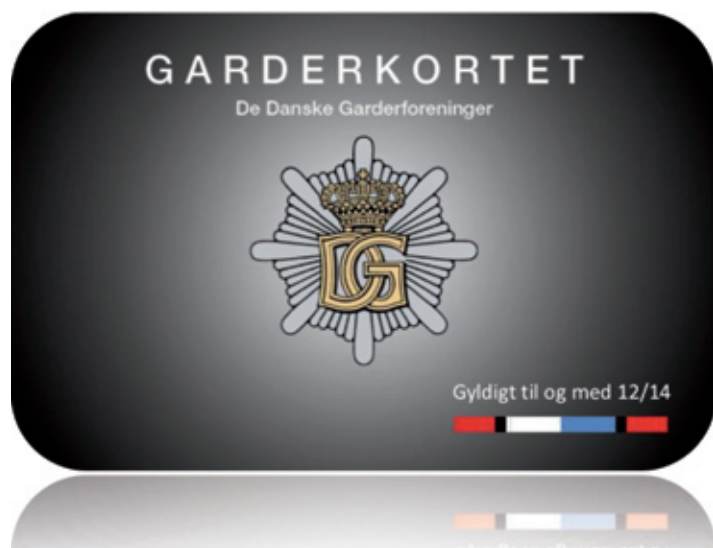 GARDERKORTET
De Danske Garderforeninger
DG
Gyldigt til og med 12/14